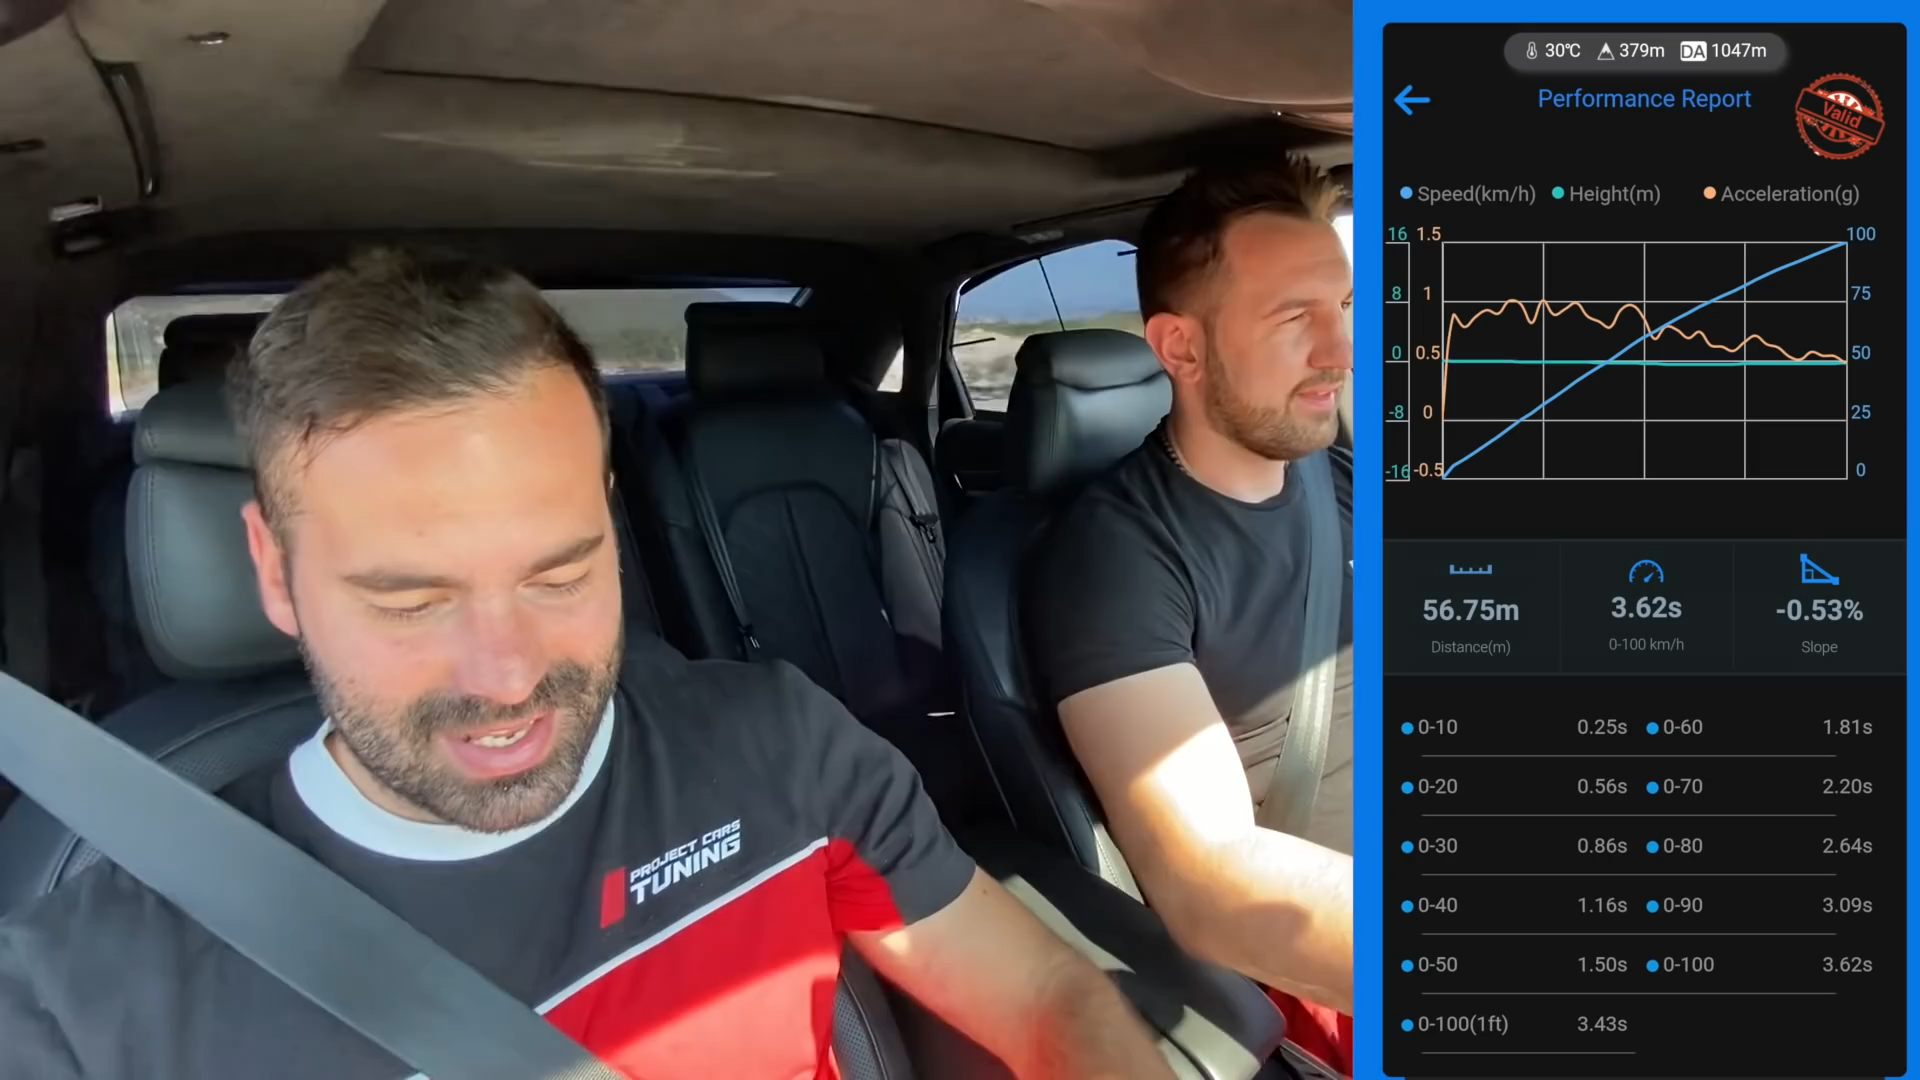 30℃ 379m DA 1047m
Performance Report
Valid
Speed(km/h) Height(m) Acceleration(g)
16 1.5 100
8 1 75
0 0.5 50
-8 0 25
-16 -0.5 0
56.75m 3.62s -0.53%
Distance(m) 0-100 km/h Slope
0-10 0.25s 0-60 1.81s
0-20 0.56s 0-70 2.20s
0-30 0.86s 0-80 2.64s
0-40 1.16s 0-90 3.09s
0-50 1.50s 0-100 3.62s
0-100(1ft) 3.43s
PROJECT CARS
TUNING